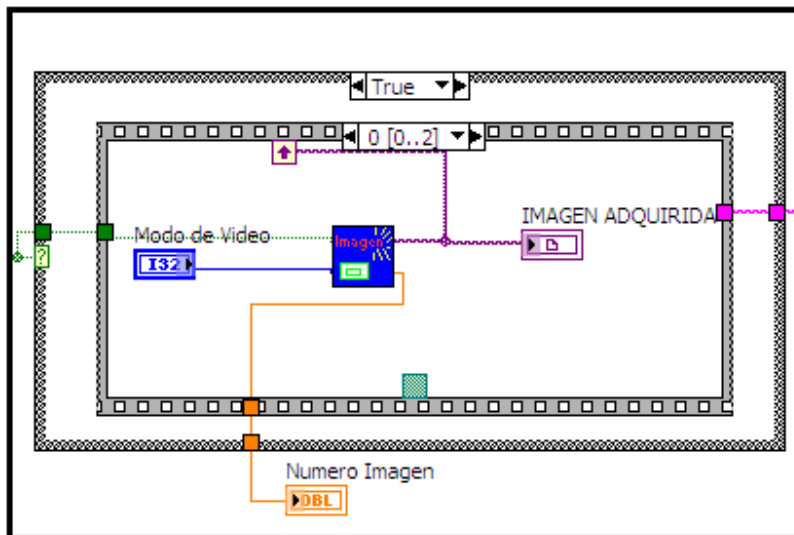 True
0 [0..2]
IMAGEN ADQUIRIDA
Modo de Video
Imagen
I32
?
Numero Imagen
DBL